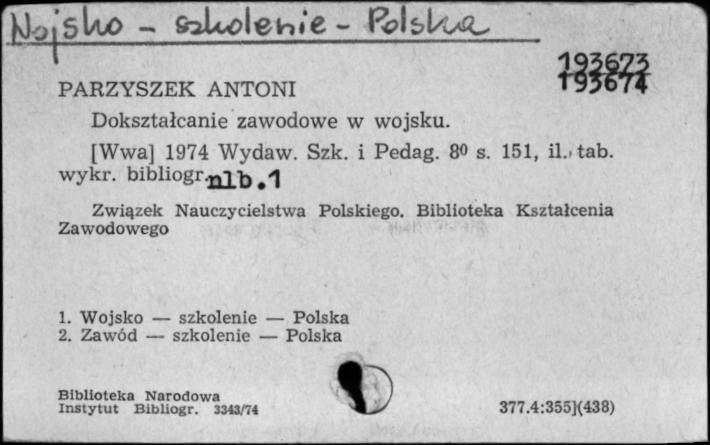 Wojsko - szkolenie - Polska
193673
193674
PARZYSZEK ANTONI
Dokształcanie zawodowe w wojsku.
[Wwa] 1974 Wydaw. Szk. i Pedag. 8⁰ s. 151, il., tab.
wykr. bibliogr. nlb.1
Związek Nauczycielstwa Polskiego. Biblioteka Kształcenia
Zawodowego
1. Wojsko — szkolenie — Polska
2. Zawód — szkolenie — Polska
Biblioteka Narodowa
Instytut Bibliogr. 3343/74
377.4:355](438)